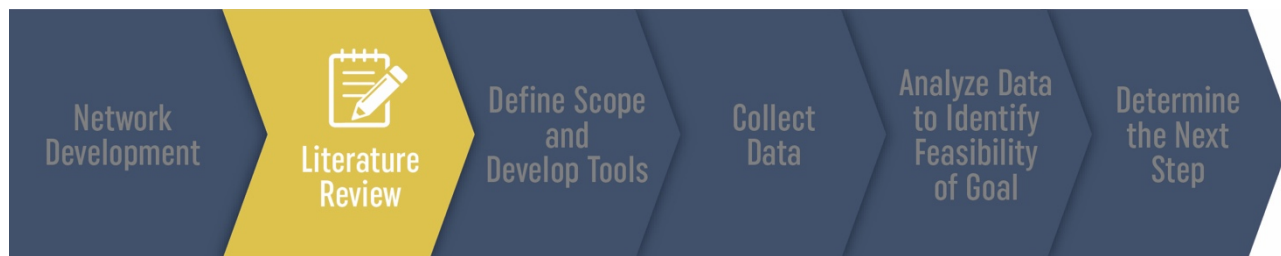 Network
Development
Literature
Review
Define Scope
and
Develop Tools
Collect
Data
Analyze Data
to Identify
Feasibility
of Goal
Determine
the Next
Step